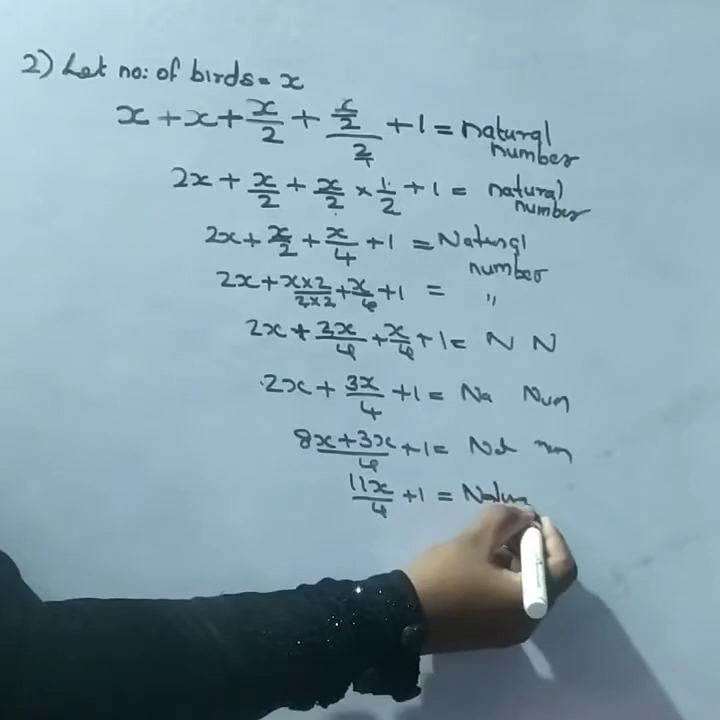 2) Let no: of birds = x
x + x + x/2 + (x/2)/2 + 1 = natural number
2x + x/2 + x/2 × 1/2 + 1 = natural number
2x + x/2 + x/4 + 1 = Natural number
2x + x×2/2×2 + x/4 + 1 = "
2x + 2x/4 + x/4 + 1 = N N
2x + 3x/4 + 1 = Na Num
8x+3x/4 + 1 = Nat num
11x/4 + 1 = Natura